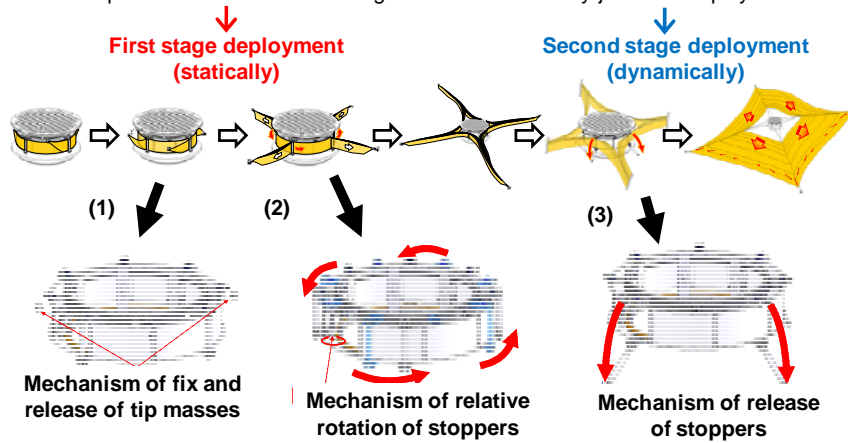 First stage deployment
(statically)
Second stage deployment
(dynamically)
(1)
(2)
(3)
Mechanism of fix and
release of tip masses
Mechanism of relative
rotation of stoppers
Mechanism of release
of stoppers